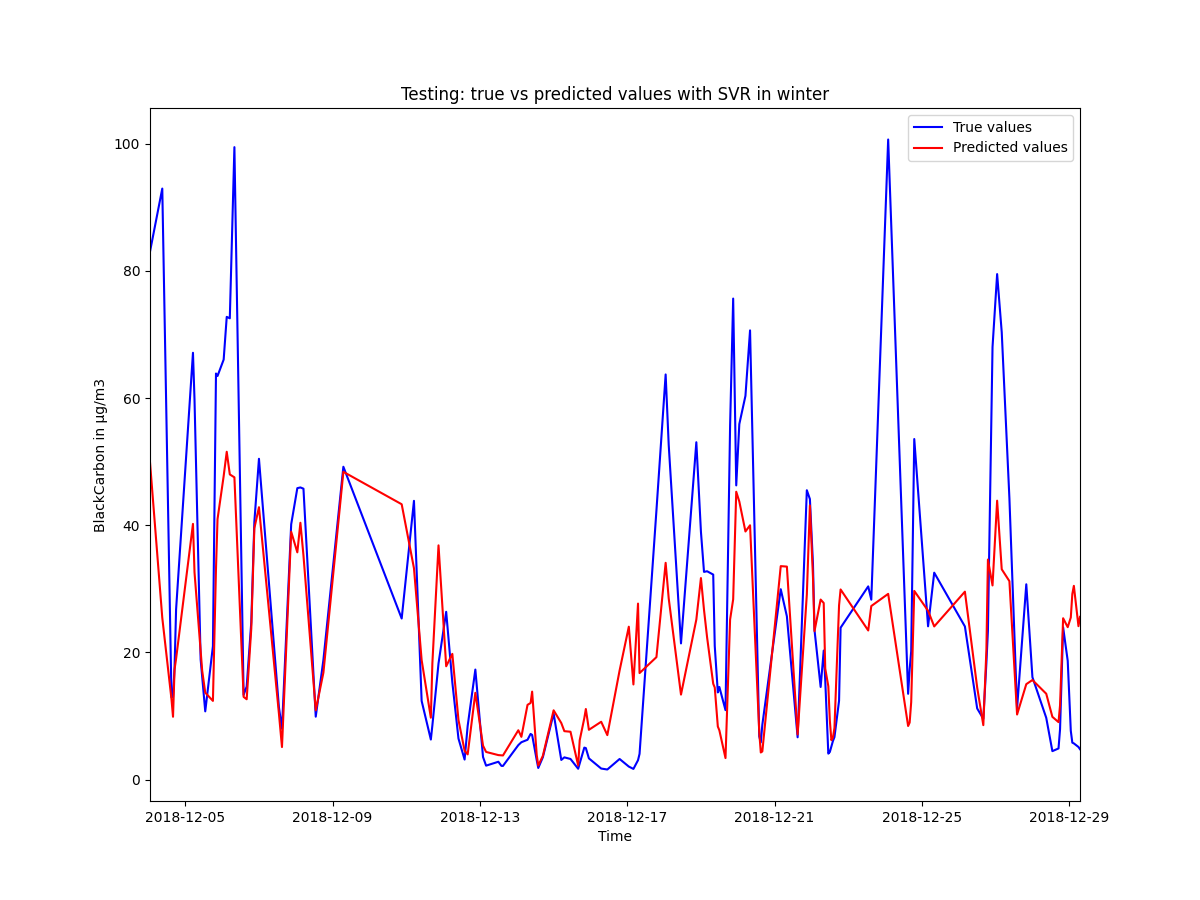 Testing: true vs predicted values with SVR in winter
True values
Predicted values
BlackCarbon in µg/m3
100
80
60
40
20
0
2018-12-05 2018-12-09 2018-12-13 2018-12-17 2018-12-21 2018-12-25 2018-12-29
Time